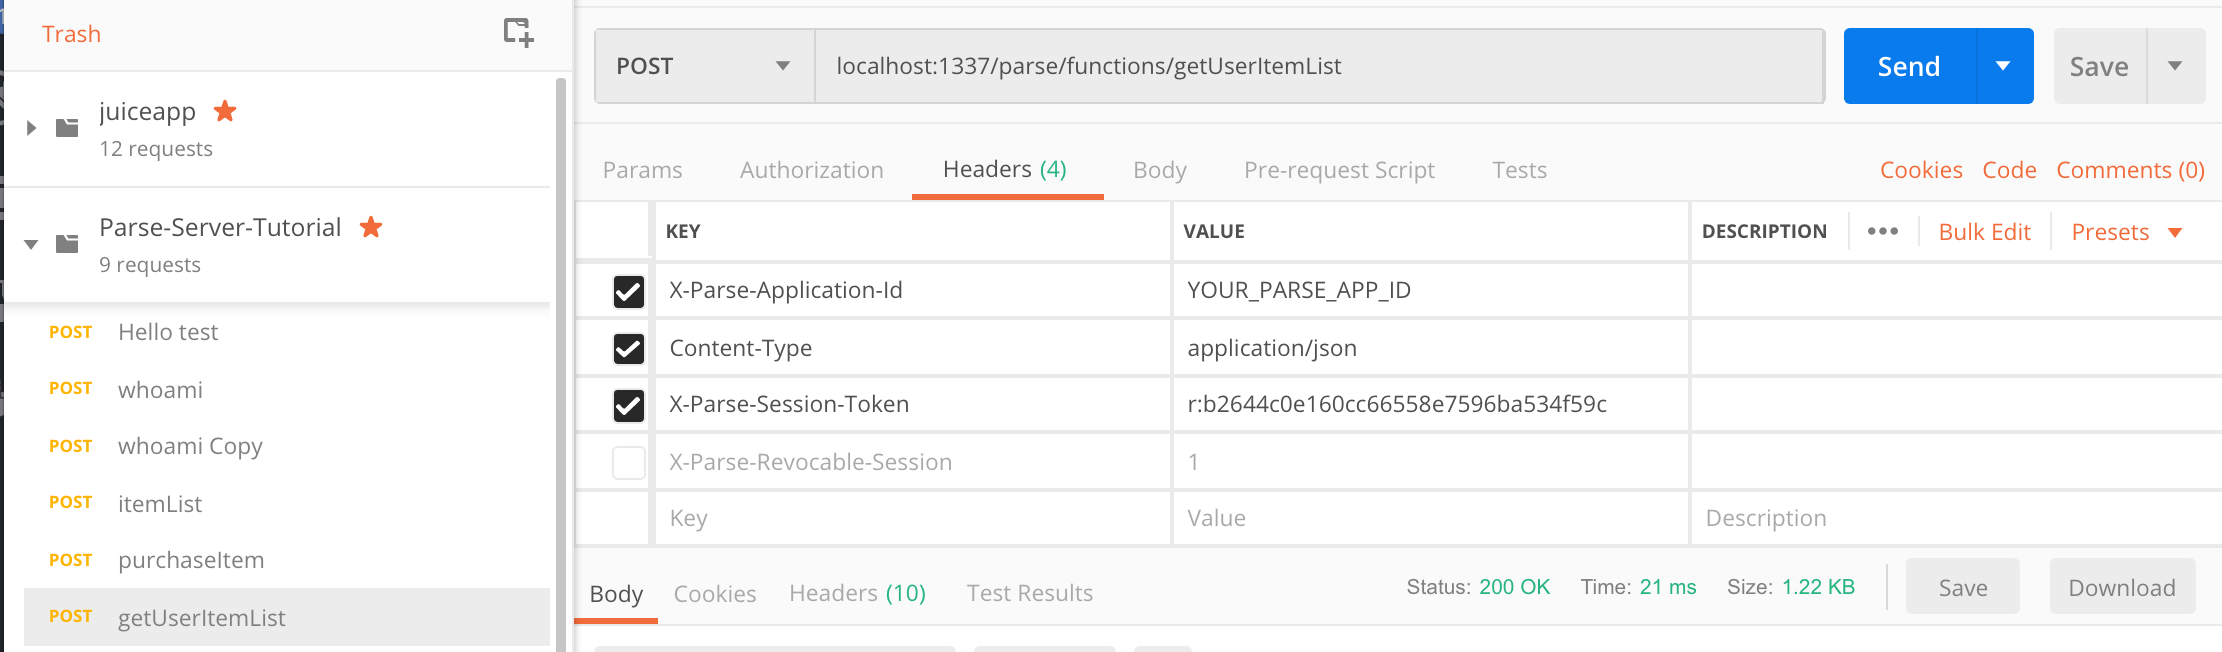 Trash
juiceapp
12 requests
Parse-Server-Tutorial
9 requests
POST Hello test
POST whoami
POST whoami Copy
POST itemList
POST purchaseItem
POST getUserItemList
POST localhost:1337/parse/functions/getUserItemList Send Save
Params Authorization Headers (4) Body Pre-request Script Tests Cookies Code Comments (0)
KEY VALUE DESCRIPTION ••• Bulk Edit Presets
X-Parse-Application-Id YOUR_PARSE_APP_ID
Content-Type application/json
X-Parse-Session-Token r:b2644c0e160cc66558e7596ba534f59c
X-Parse-Revocable-Session 1
Key Value Description
Body Cookies Headers (10) Test Results Status: 200 OK Time: 21 ms Size: 1.22 KB Save Download